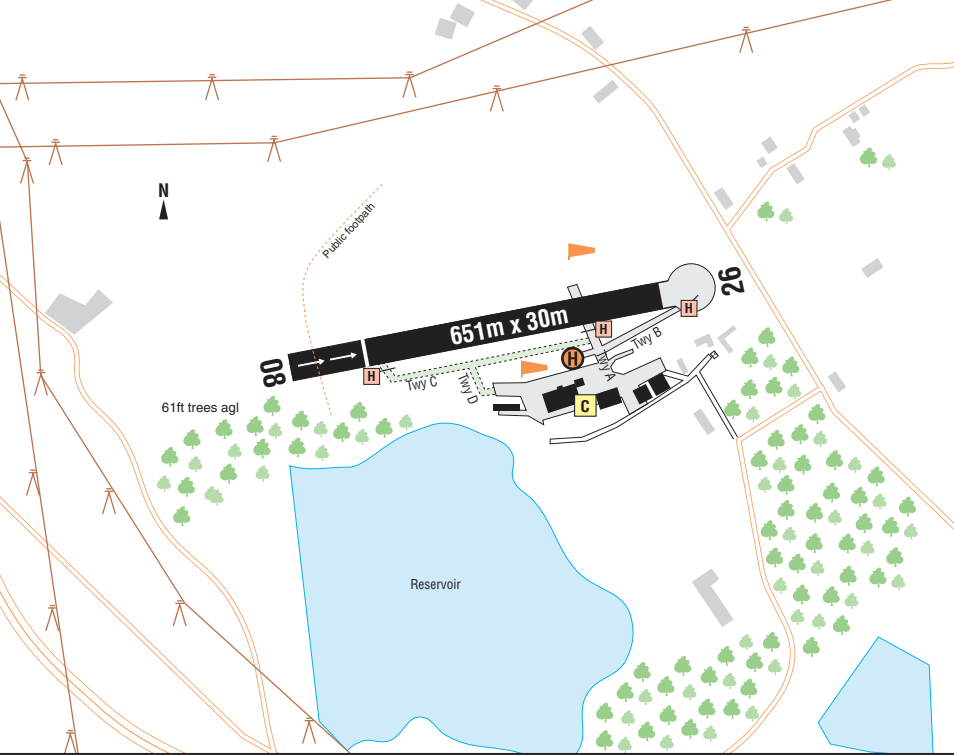 N
Public footpath
26
651m x 30m
H
H
H
Twy B
Twy A
08
H
Twy C
Twy D
C
61ft trees agl
Reservoir